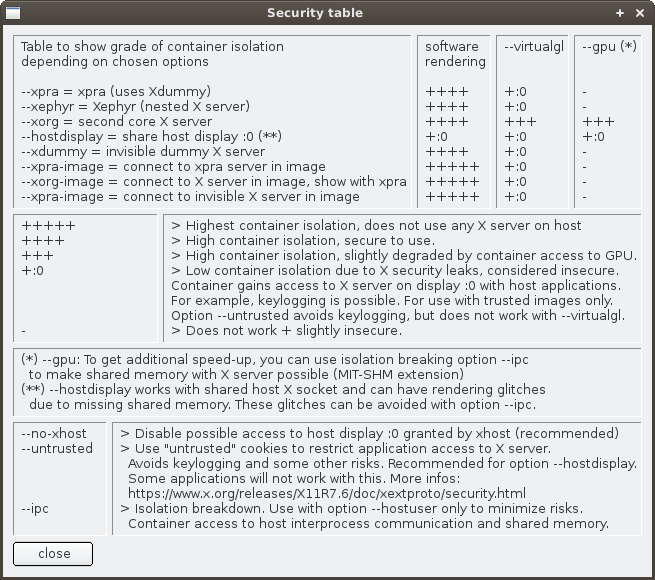 Security table
Table to show grade of container isolation
depending on chosen options
software
rendering
--virtualgl
--gpu (*)
--xpra = xpra (uses Xdummy) ++++ +:0 -
--xephyr = Xephyr (nested X server) ++++ +:0 -
--xorg = second core X server ++++ +++ +++
--hostdisplay = share host display :0 (**) +:0 +:0 +:0
--xdummy = invisible dummy X server ++++ +:0 -
--xpra-image = connect to xpra server in image +++++ +:0 -
--xorg-image = connect to X server in image, show with xpra +++++ +:0 -
--xpra-image = connect to invisible X server in image +++++ +:0 -
+++++ > Highest container isolation, does not use any X server on host
++++ > High container isolation, secure to use.
+++ > High container isolation, slightly degraded by container access to GPU.
+:0 > Low container isolation due to X security leaks, considered insecure.
Container gains access to X server on display :0 with host applications.
For example, keylogging is possible. For use with trusted images only.
Option --untrusted avoids keylogging, but does not work with --virtualgl.
- > Does not work + slightly insecure.
(*) --gpu: To get additional speed-up, you can use isolation breaking option --ipc
to make shared memory with X server possible (MIT-SHM extension)
(**) --hostdisplay works with shared host X socket and can have rendering glitches
due to missing shared memory. These glitches can be avoided with option --ipc.
--no-xhost > Disable possible access to host display :0 granted by xhost (recommended)
--untrusted > Use "untrusted" cookies to restrict application access to X server.
Avoids keylogging and some other risks. Recommended for option --hostdisplay.
Some applications will not work with this. More infos:
https://www.x.org/releases/X11R7.6/doc/xextproto/security.html
--ipc > Isolation breakdown. Use with option --hostuser only to minimize risks.
Container access to host interprocess communication and shared memory.
close